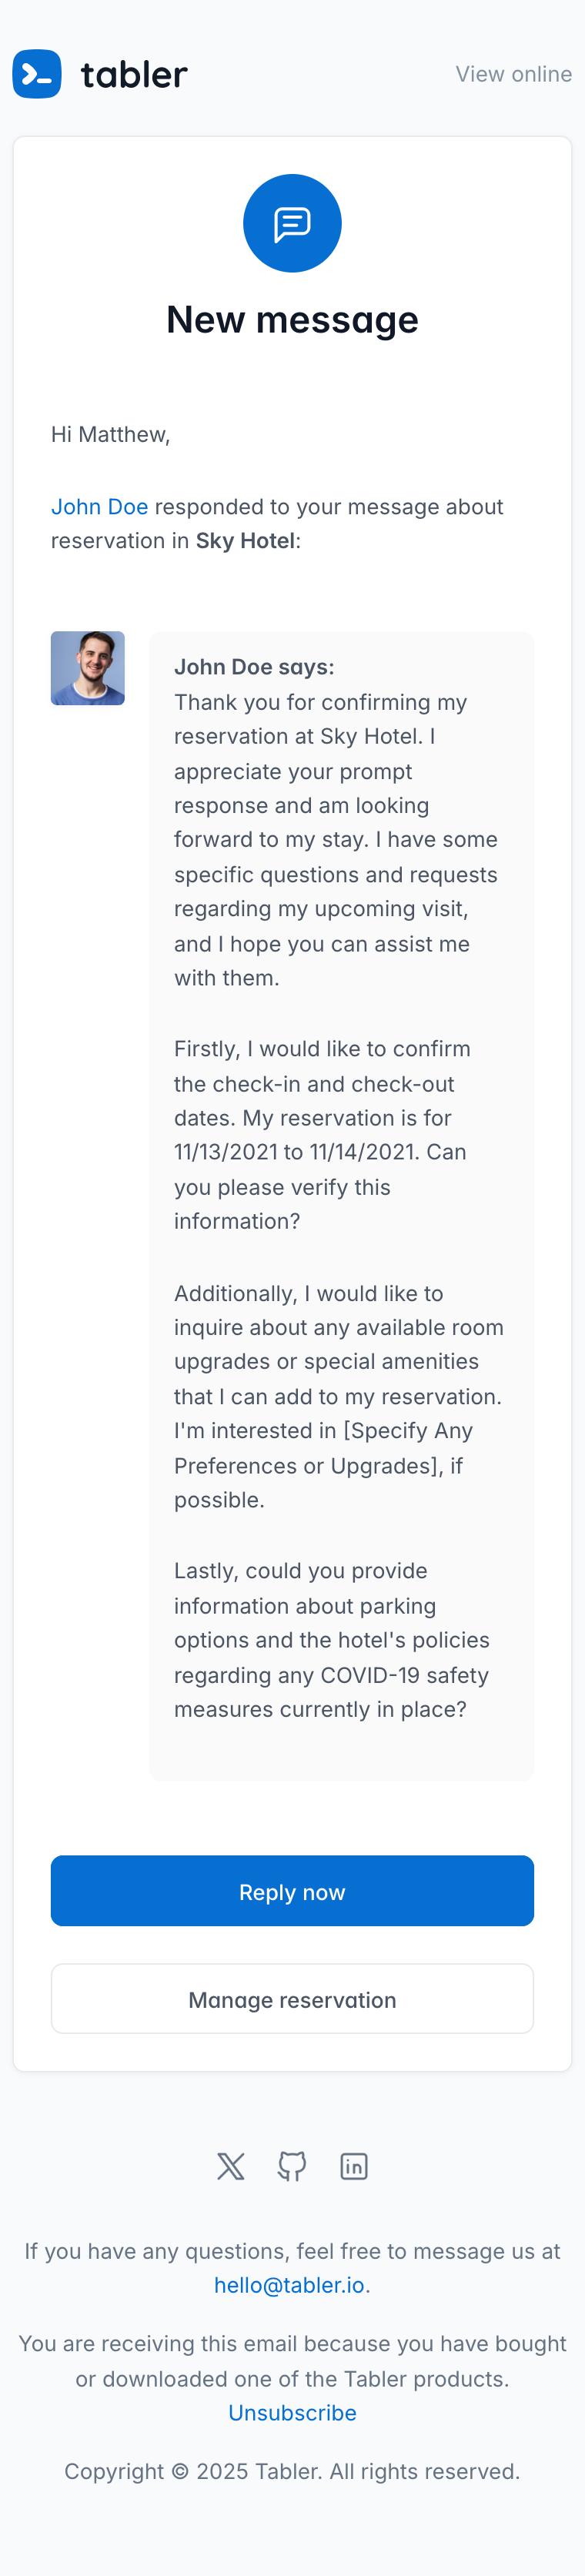 tabler
View online
New message
Hi Matthew,
John Doe responded to your message about
reservation in Sky Hotel:
John Doe says:
Thank you for confirming my
reservation at Sky Hotel. I
appreciate your prompt
response and am looking
forward to my stay. I have some
specific questions and requests
regarding my upcoming visit,
and I hope you can assist me
with them.
Firstly, I would like to confirm
the check-in and check-out
dates. My reservation is for
11/13/2021 to 11/14/2021. Can
you please verify this
information?
Additionally, I would like to
inquire about any available room
upgrades or special amenities
that I can add to my reservation.
I'm interested in [Specify Any
Preferences or Upgrades], if
possible.
Lastly, could you provide
information about parking
options and the hotel's policies
regarding any COVID-19 safety
measures currently in place?
Reply now
Manage reservation
If you have any questions, feel free to message us at
hello@tabler.io.
You are receiving this email because you have bought
or downloaded one of the Tabler products.
Unsubscribe
Copyright © 2025 Tabler. All rights reserved.